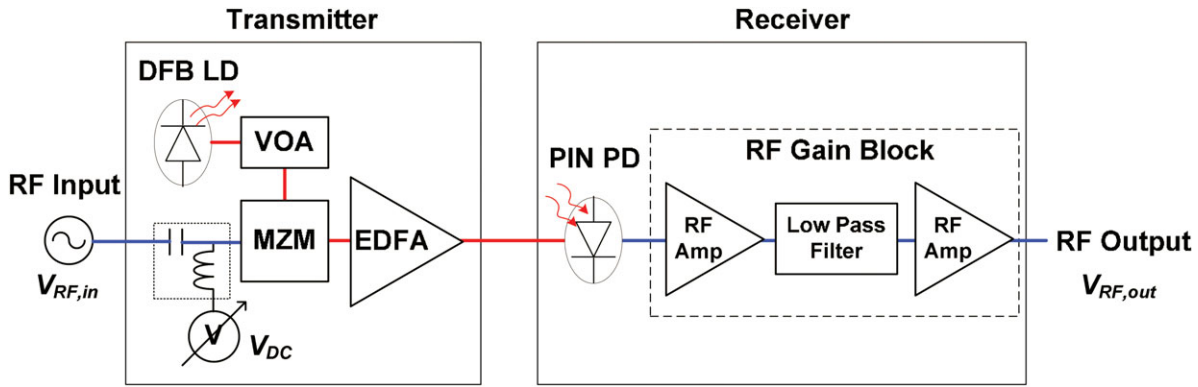 Transmitter
Receiver
DFB LD
VOA
RF Input
MZM
EDFA
V
V_RF,in
V_DC
PIN PD
RF Gain Block
RF
Amp
Low Pass
Filter
RF
Amp
RF Output
V_RF,out